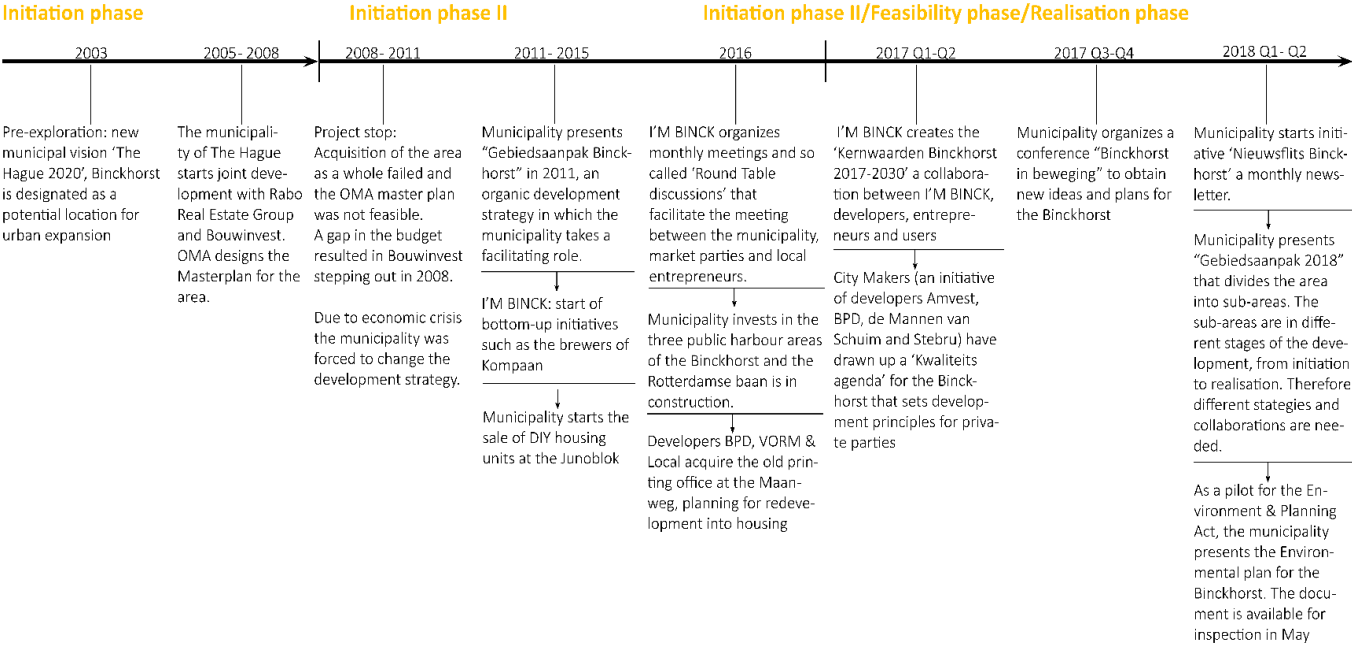 Initiation phase
Initiation phase II
Initiation phase II/Feasibility phase/Realisation phase
2003
2005- 2008
2008- 2011
2011- 2015
2016
2017 Q1-Q2
2017 Q3-Q4
2018 Q1- Q2
Pre-exploration: new
municipal vision ‘The
Hague 2020’, Binckhorst
is designated as a
potential location for
urban expansion
The municipali-
ty of The Hague
starts joint deve-
lopment with Rabo
Real Estate Group
and Bouwinvest.
OMA designs the
Masterplan for the
area.
Project stop:
Acquisition of the area
as a whole failed and
the OMA master plan
was not feasible.
A gap in the budget
resulted in Bouwinvest
stepping out in 2008.
Due to economic crisis
the municipality was
forced to change the
development strategy.
Municipality presents
“Gebiedsaanpak Binck-
horst” in 2011, an
organic development
strategy in which the
municipality takes a
facilitating role.
I’M BINCK: start of
bottom-up initiatives
such as the brewers of
Kompaan
Municipality starts the
sale of DIY housing
units at the Junoblok
I’M BINCK organizes
monthly meetings and so
called ‘Round Table
discussions’ that
facilitate the meeting
between the municipality,
market parties and local
entrepreneurs.
Municipality invests in the
three public harbour areas
of the Binckhorst and the
Rotterdamse baan is in
construction.
Developers BPD, VORM &
Local acquire the old prin-
ting office at the Maan-
weg, planning for redeve-
lopment into housing
I’M BINCK creates the
‘Kernwaarden Binckhorst
2017-2030’ a collabora-
tion between I’M BINCK,
developers, entrepre-
neurs and users
City Makers (an initiative
of developers Amvest,
BPD, de Mannen van
Schuim and Stebru) have
drawn up a ‘Kwaliteits
agenda’ for the Binck-
horst that sets develop-
ment principles for priva-
te parties
Municipality organizes a
conference “Binckhorst
in beweging” to obtain
new ideas and plans for
the Binckhorst
Municipality starts initi-
ative ‘Nieuwsflits Binck-
horst’ a monthly news-
letter.
Municipality presents
“Gebiedsaanpak 2018”
that divides the area
into sub-areas. The
sub-areas are in diffe-
rent stages of the deve-
lopment, from initiation
to realisation. Therefore
different stategies and
collaborations are nee-
ded.
As a pilot for the En-
vironment & Planning
Act, the municipality
presents the Environ-
mental plan for the
Binckhorst. The docu-
ment is available for
inspection in May